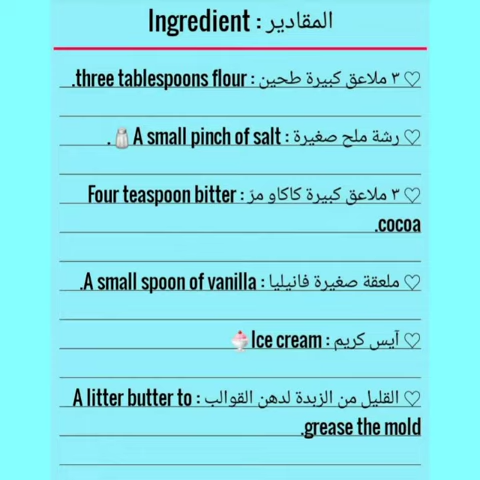 المقادير : Ingredient
♡ ٣ ملاعق كبيرة طحين : three tablespoons flour.
♡ رشة ملح صغيرة : A small pinch of salt🧂.
♡ ٣ ملاعق كبيرة كاكاو مرَ : Four teaspoon bitter
cocoa.
♡ ملعقة صغيرة فانيليا : A small spoon of vanilla.
♡ آيس كريم : Ice cream🍨
♡ القليل من الزبدة لدهن القوالب : A litter butter to
grease the mold.